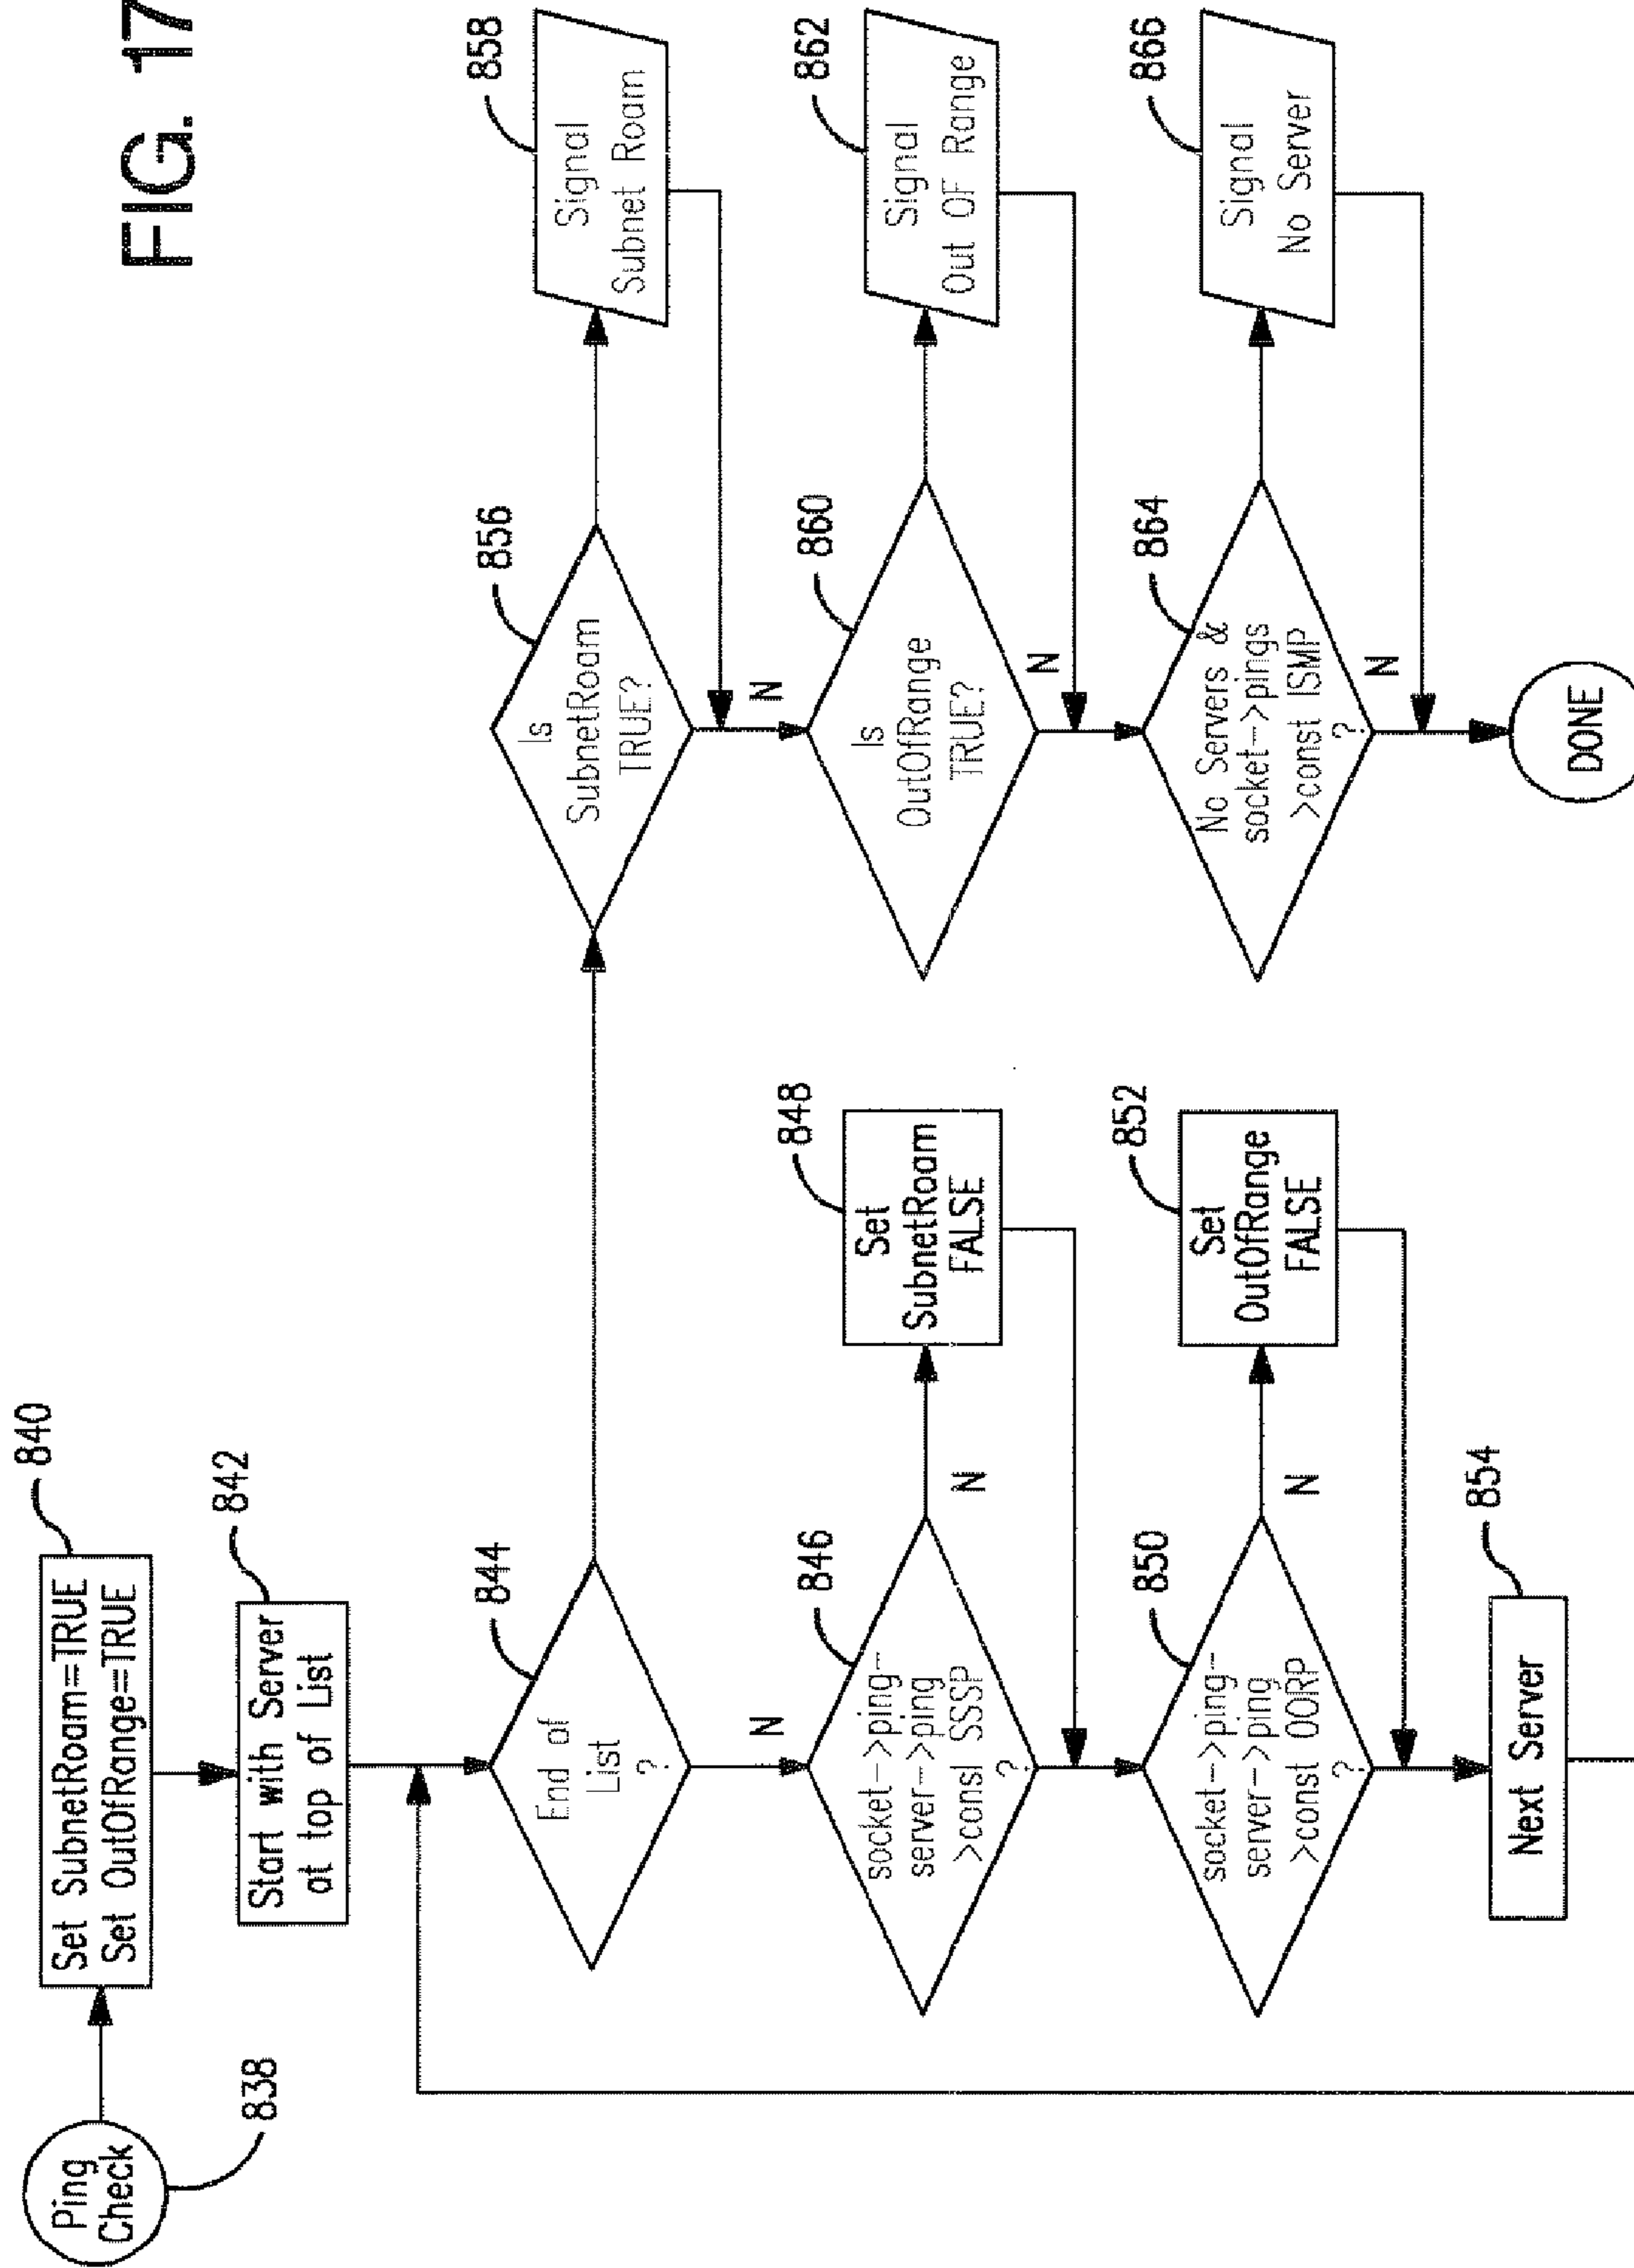 FIG. 17
Ping
Check
838
Set SubnetRoam=TRUE
Set OutOfRange=TRUE
840
Start with Server
at top of List
842
End of
List
?
844
N
socket->ping-
server->ping
>const SSSP
?
846
N
Set
SubnetRoam
FALSE
848
socket->ping-
server->ping
>const OORP
?
850
N
Set
OutOfRange
FALSE
852
Next Server
854
Is
SubnetRoam
TRUE?
856
N
Signal
Subnet Roam
858
Is
OutOfRange
TRUE?
860
N
Signal
Out OF Range
862
No Servers &
socket->pings
>const ISMP
?
864
N
Signal
No Server
866
DONE